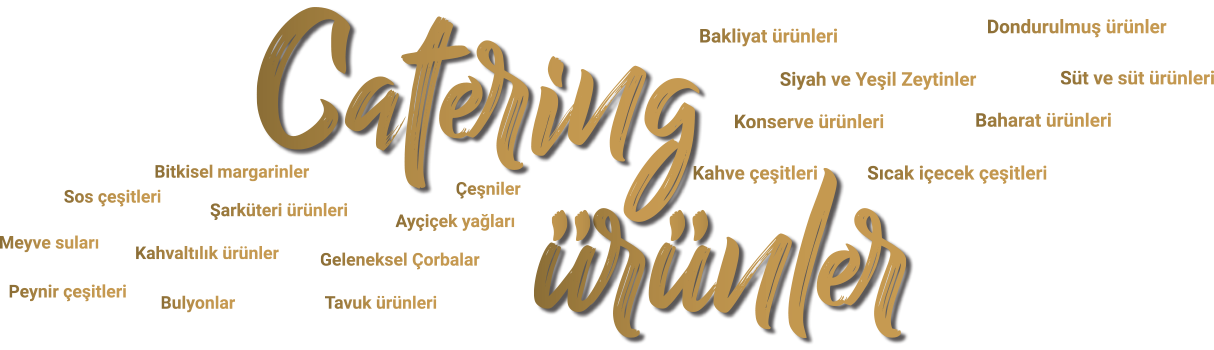 Catering
ürünler
Bakliyat ürünleri
Dondurulmuş ürünler
Siyah ve Yeşil Zeytinler
Süt ve süt ürünleri
Konserve ürünleri
Baharat ürünleri
Kahve çeşitleri
Sıcak içecek çeşitleri
Bitkisel margarinler
Sos çeşitleri
Çeşniler
Şarküteri ürünleri
Ayçiçek yağları
Meyve suları
Kahvaltılık ürünler
Geleneksel Çorbalar
Peynir çeşitleri
Bulyonlar
Tavuk ürünleri